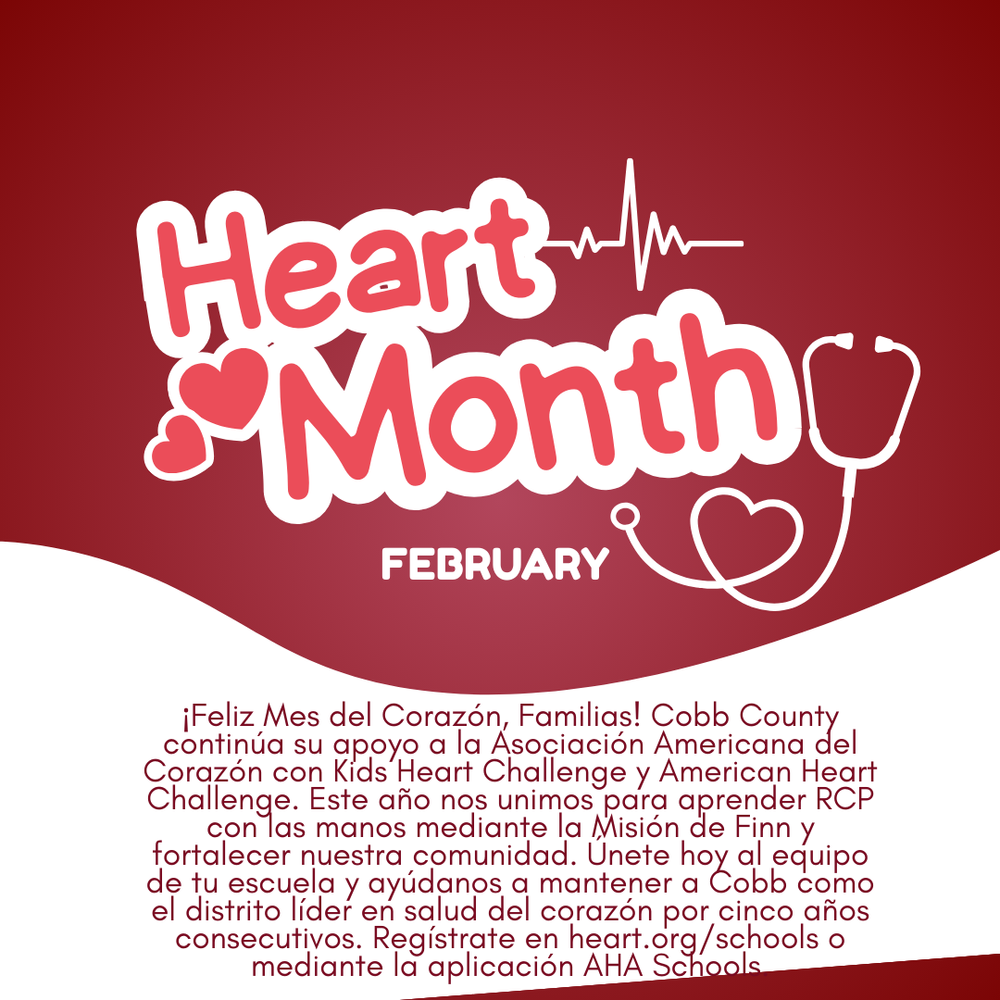 Heart
Month
FEBRUARY
¡Feliz Mes del Corazón, Familias! Cobb County
continúa su apoyo a la Asociación Americana del
Corazón con Kids Heart Challenge y American Heart
Challenge. Este año nos unimos para aprender RCP
con las manos mediante la Misión de Finn y
fortalecer nuestra comunidad. Únete hoy al equipo
de tu escuela y ayúdanos a mantener a Cobb como
el distrito líder en salud del corazón por cinco años
consecutivos. Regístrate en heart.org/schools o
mediante la aplicación AHA Schools.